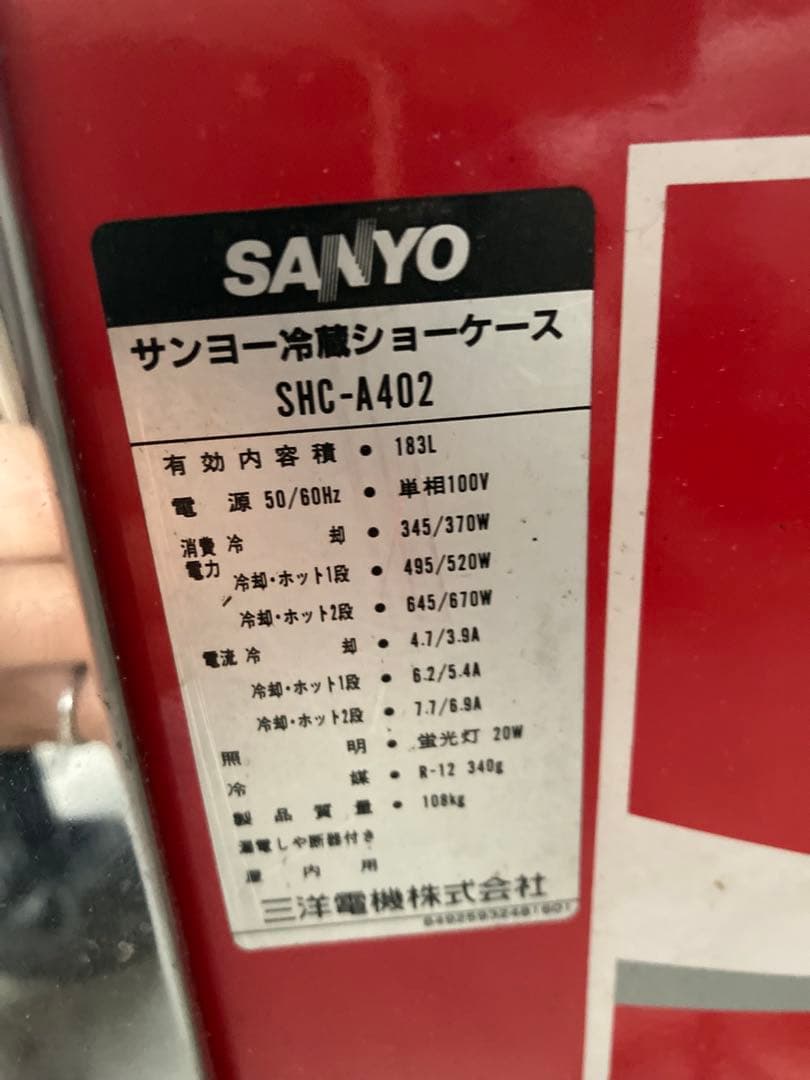 SANYO
サンヨー冷蔵ショーケース
SHC-A402
有効内容積 • 183L
電源 50/60Hz • 単相100V
消費電力 冷却 • 345/370W
冷却・ホット1段 • 495/520W
冷却・ホット2段 • 645/670W
電流 冷却 • 4.7/3.9A
冷却・ホット1段 • 6.2/5.4A
冷却・ホット2段 • 7.7/6.9A
照明 • 蛍光灯 20W
冷媒 • R-12 340g
製品質量 • 108kg
漏電しゃ断器付き
屋内用
三洋電機株式会社